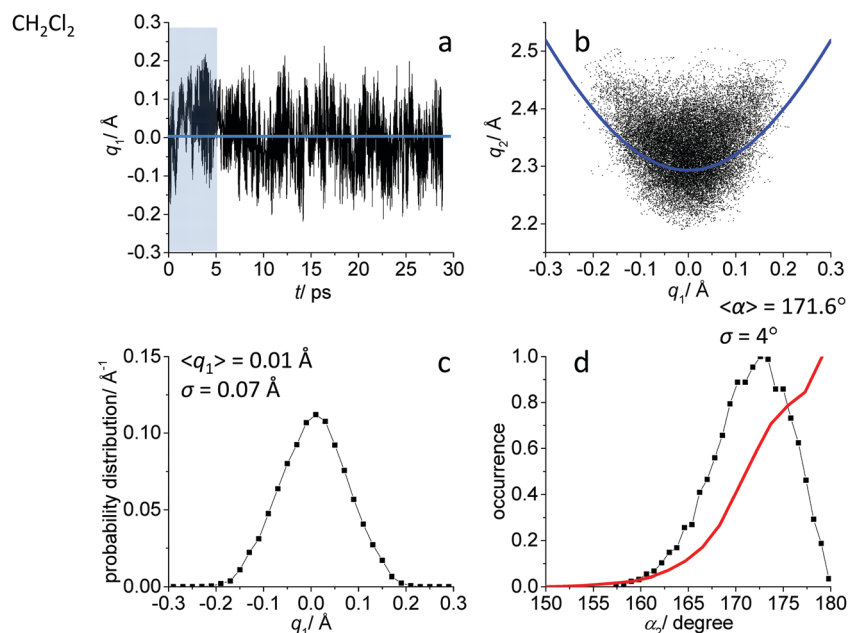 CH₂Cl₂
a
0.3
0.2
0.1
0.0
-0.1
-0.2
-0.3
q₁/ Å
0 5 10 15 20 25 30
t/ ps
b
2.5
2.4
2.3
2.2
q₂/ Å
-0.3 -0.2 -0.1 0.0 0.1 0.2 0.3
q₁/ Å
c
<q₁> = 0.01 Å
σ = 0.07 Å
0.15
0.10
0.05
0.00
probability distribution/ Å⁻¹
-0.3 -0.2 -0.1 0.0 0.1 0.2 0.3
q₁/ Å
<α> = 171.6°
σ = 4°
d
1.0
0.8
0.6
0.4
0.2
0.0
occurrence
150 155 160 165 170 175 180
α₂/ degree